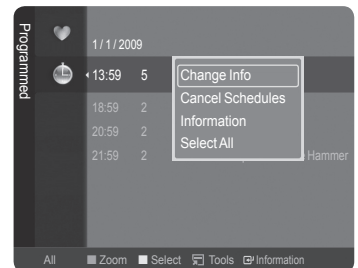 Programmed
1 / 1 / 2009
13:59 5
18:59 2
20:59 2
21:59 2 Hammer
Change Info
Cancel Schedules
Information
Select All
All Zoom Select Tools Information